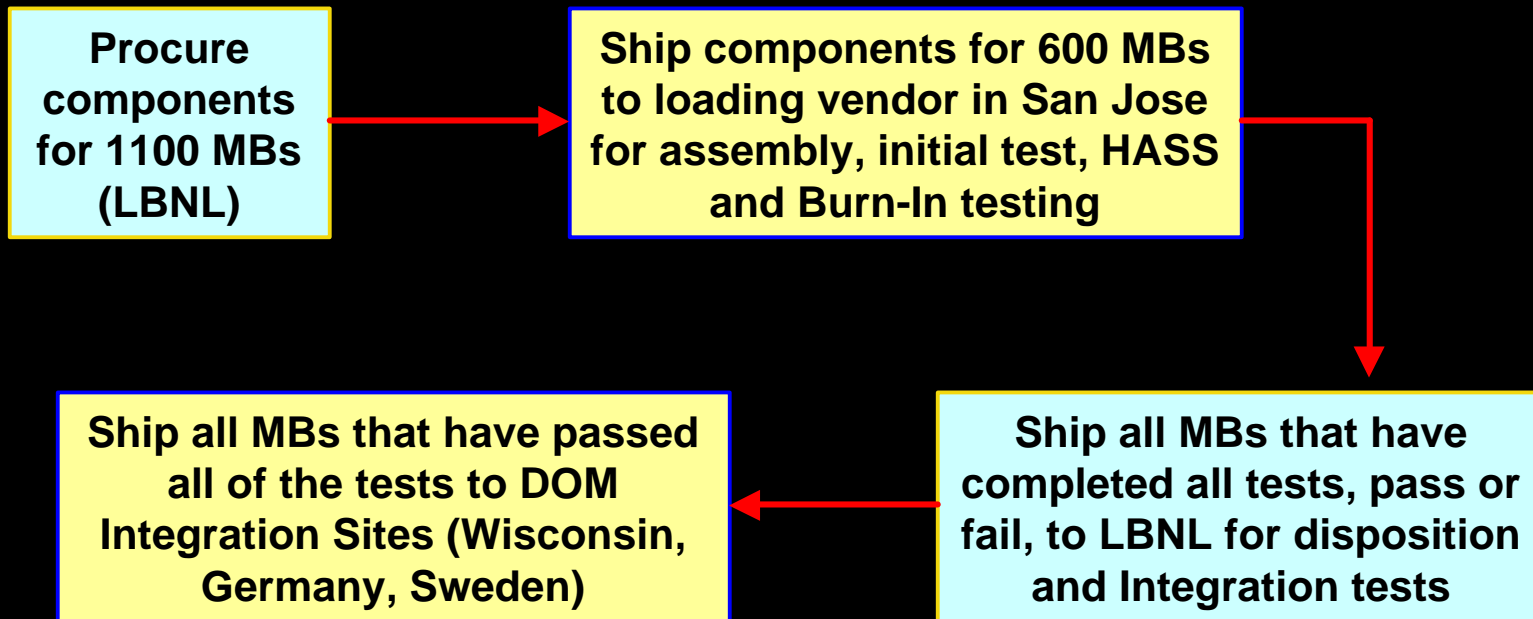 Procure
components
for 1100 MBs
(LBNL)
Ship components for 600 MBs
to loading vendor in San Jose
for assembly, initial test, HASS
and Burn-In testing
Ship all MBs that have
completed all tests, pass or
fail, to LBNL for disposition
and Integration tests
Ship all MBs that have passed
all of the tests to DOM
Integration Sites (Wisconsin,
Germany, Sweden)